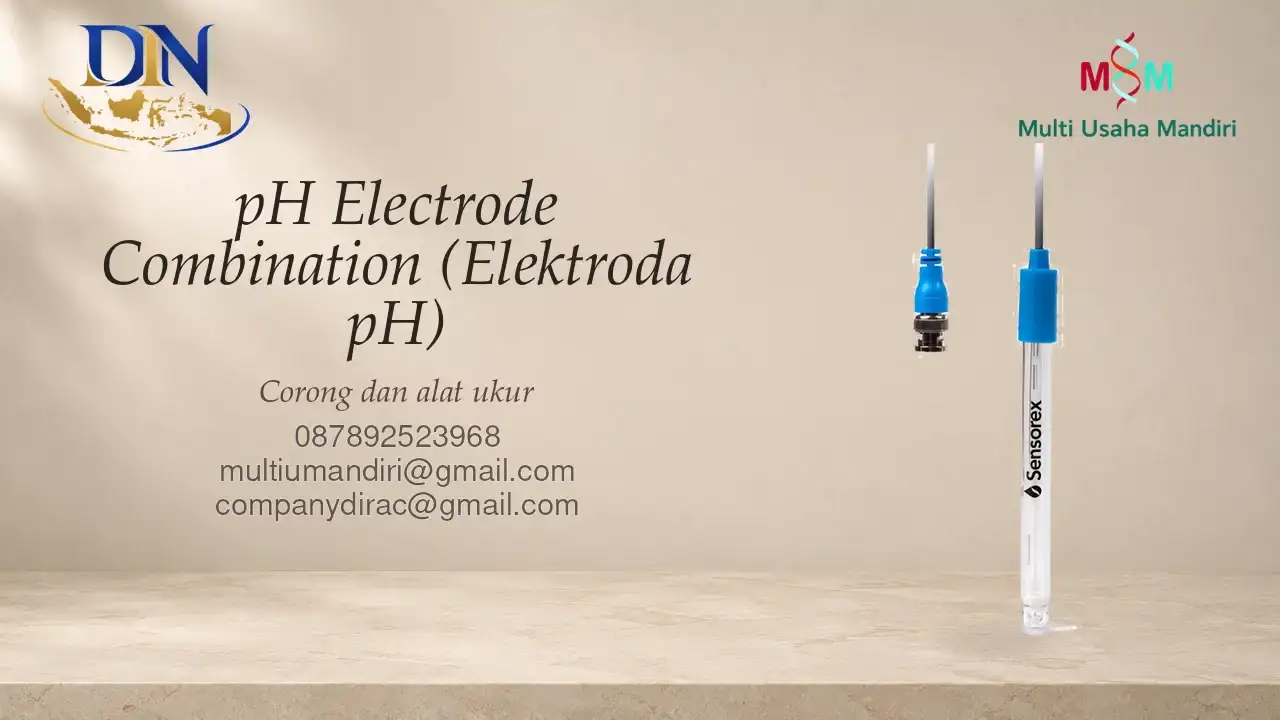 DIN
M M
Multi Usaha Mandiri
pH Electrode
Combination (Elektroda
pH)
Corong dan alat ukur
087892523968
multiumandiri@gmail.com
companydirac@gmail.com
Sensorex